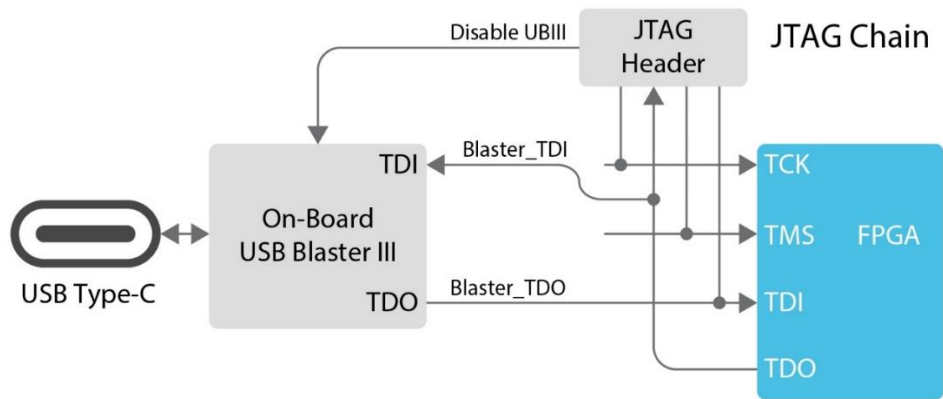 Disable UBIII
JTAG
Header
JTAG Chain
Blaster_TDI
TDI
TCK
On-Board
USB Blaster III
TMS
FPGA
USB Type-C
TDO
Blaster_TDO
TDI
TDO